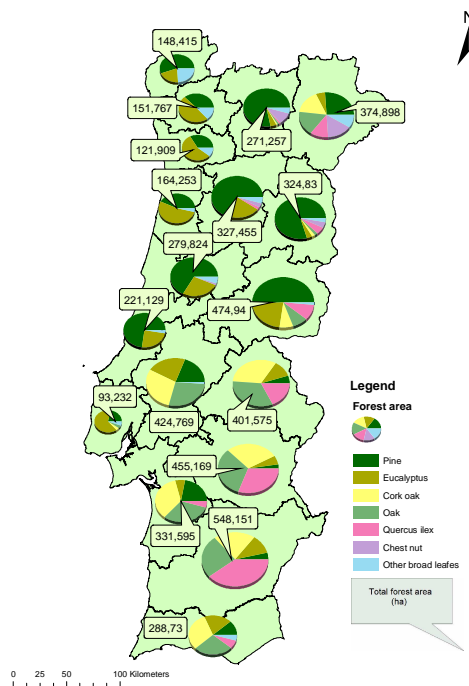 N
148,415
151,767
374,898
271,257
121,909
164,253
324,83
327,455
279,824
474,94
221,129
Legend
Forest area
93,232
424,769
401,575
Pine
455,169
Eucalyptus
Cork oak
331,595
548,151
Oak
Quercus ilex
Chest nut
Other broad leafes
Total forest area
(ha)
288,73
0 25 50 100 Kilometers